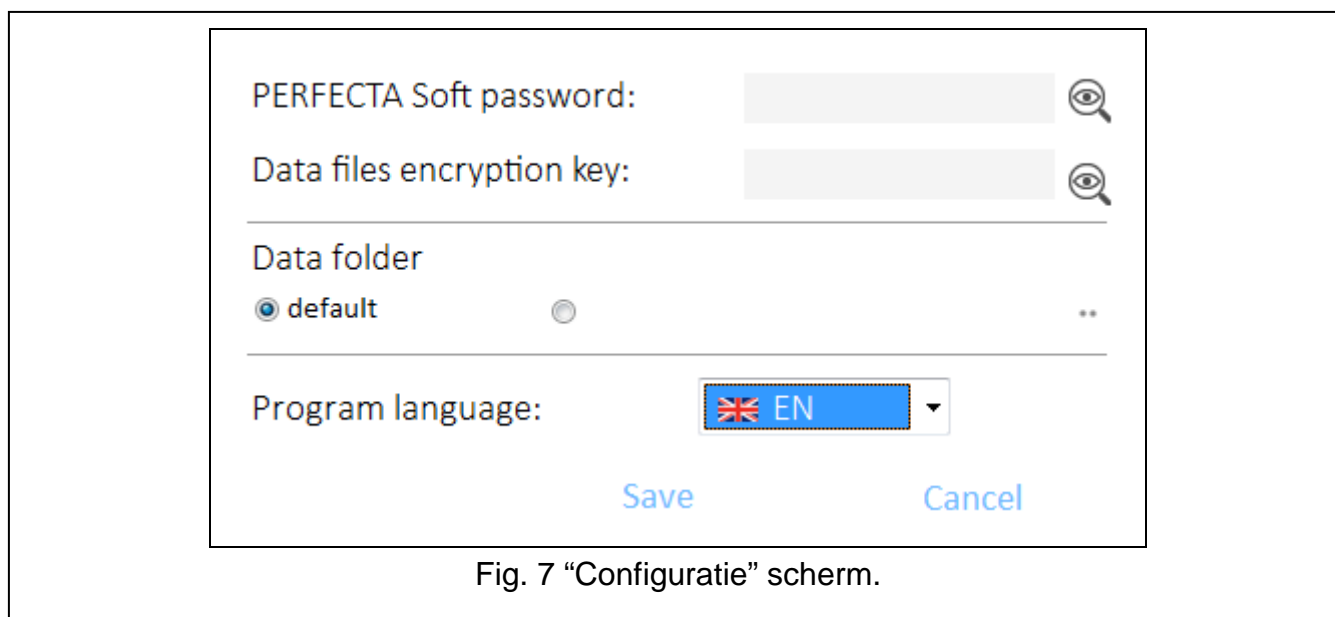 PERFECTA Soft password:
Data files encryption key:
Data folder
default
..
Program language:
EN
Save Cancel
Fig. 7 “Configuratie” scherm.